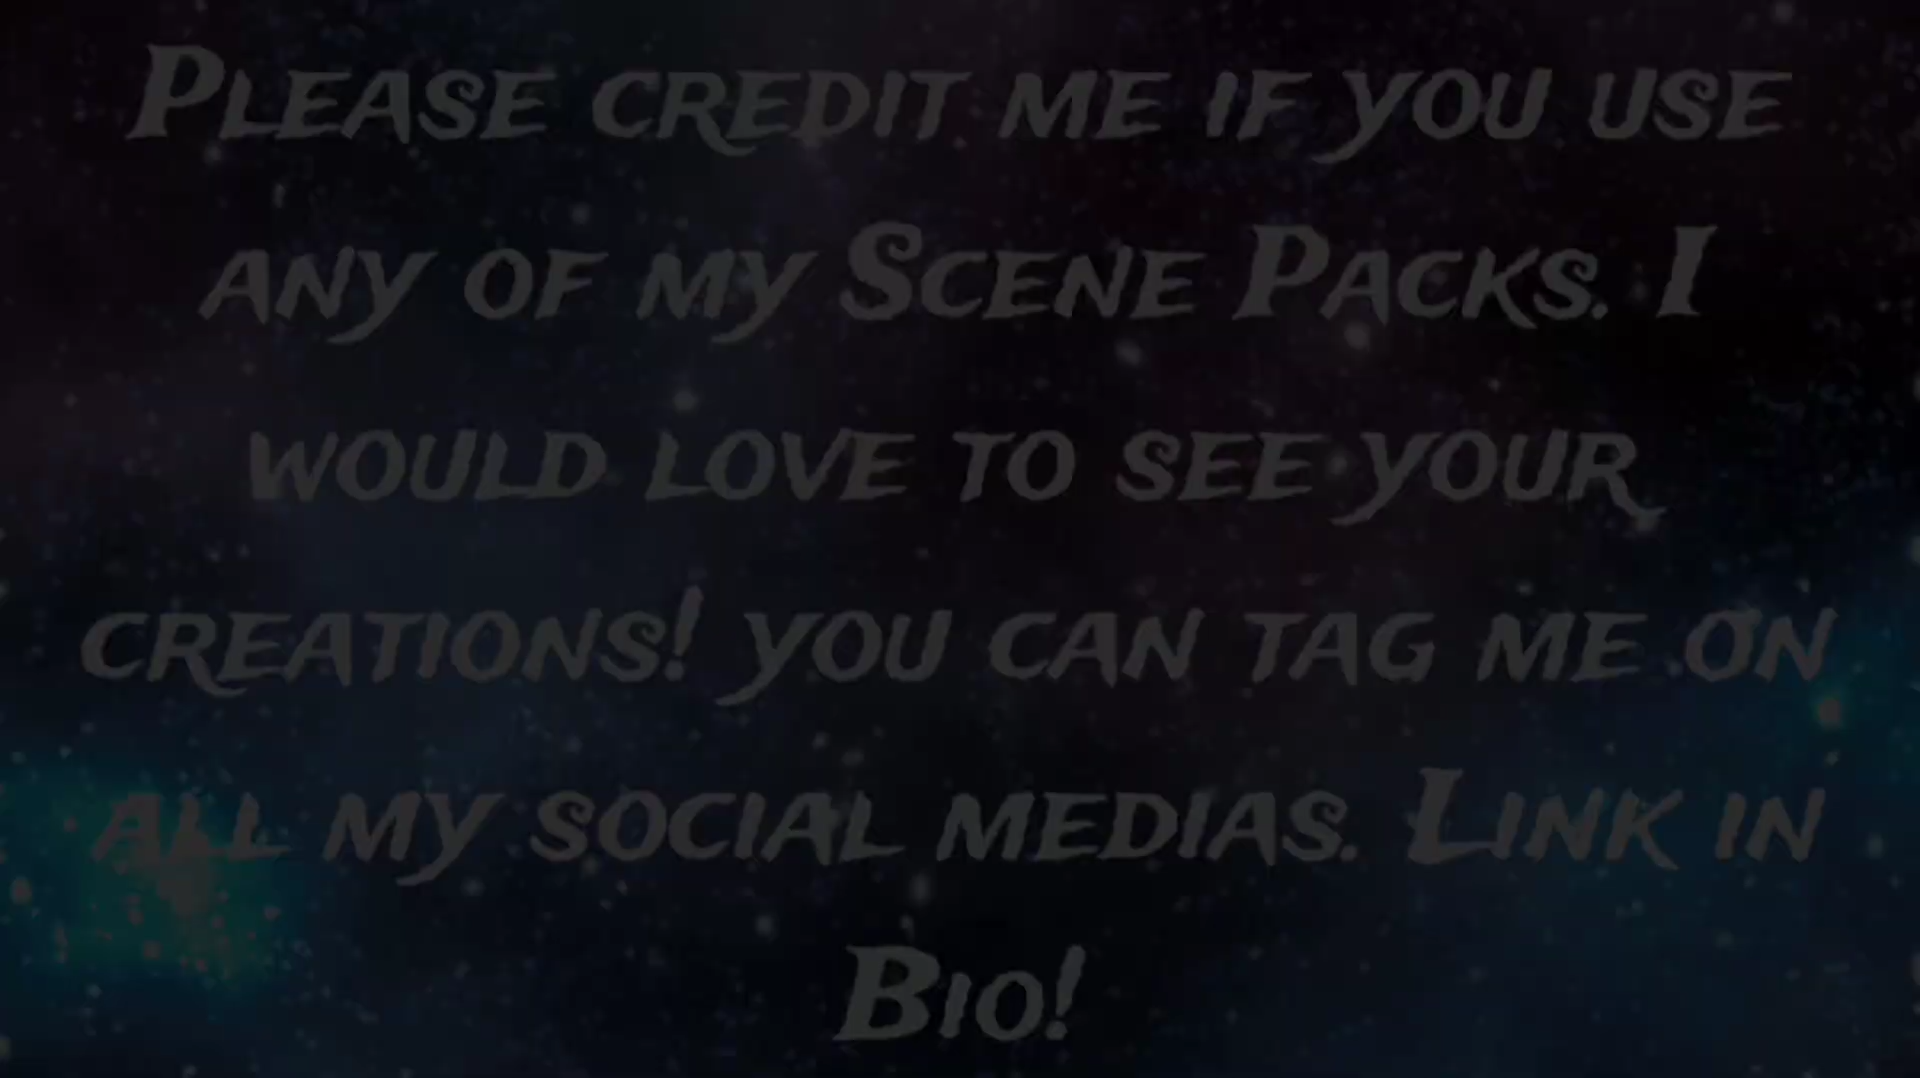 Please credit me if you use
any of my Scene Packs. I
would love to see your
creations! you can tag me on
all my social medias. Link in
Bio!